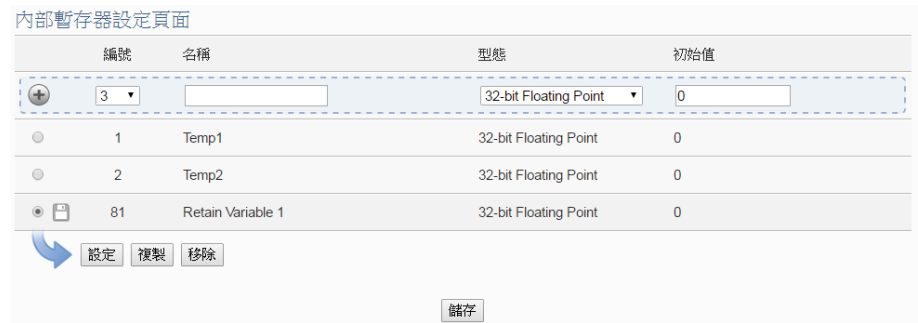 內部暫存器設定頁面
編號 名稱 型態 初始值
3 32-bit Floating Point 0
1 Temp1 32-bit Floating Point 0
2 Temp2 32-bit Floating Point 0
81 Retain Variable 1 32-bit Floating Point 0
設定 複製 移除
儲存